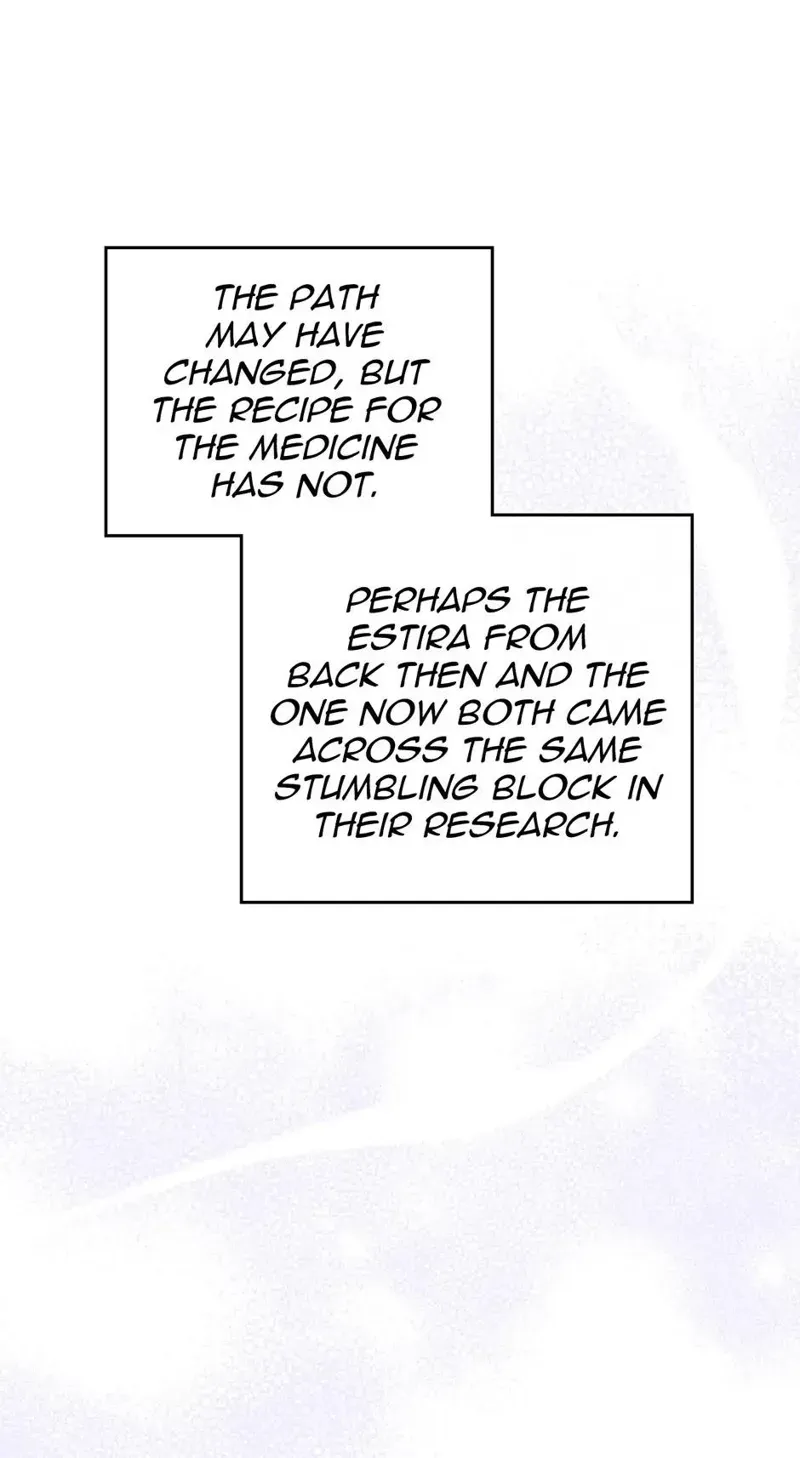 THE PATH
MAY HAVE
CHANGED, BUT
THE RECIPE FOR
THE MEDICINE
HAS NOT.
PERHAPS THE
ESTIRA FROM
BACK THEN AND THE
ONE NOW BOTH CAME
ACROSS THE SAME
STUMBLING BLOCK IN
THEIR RESEARCH.